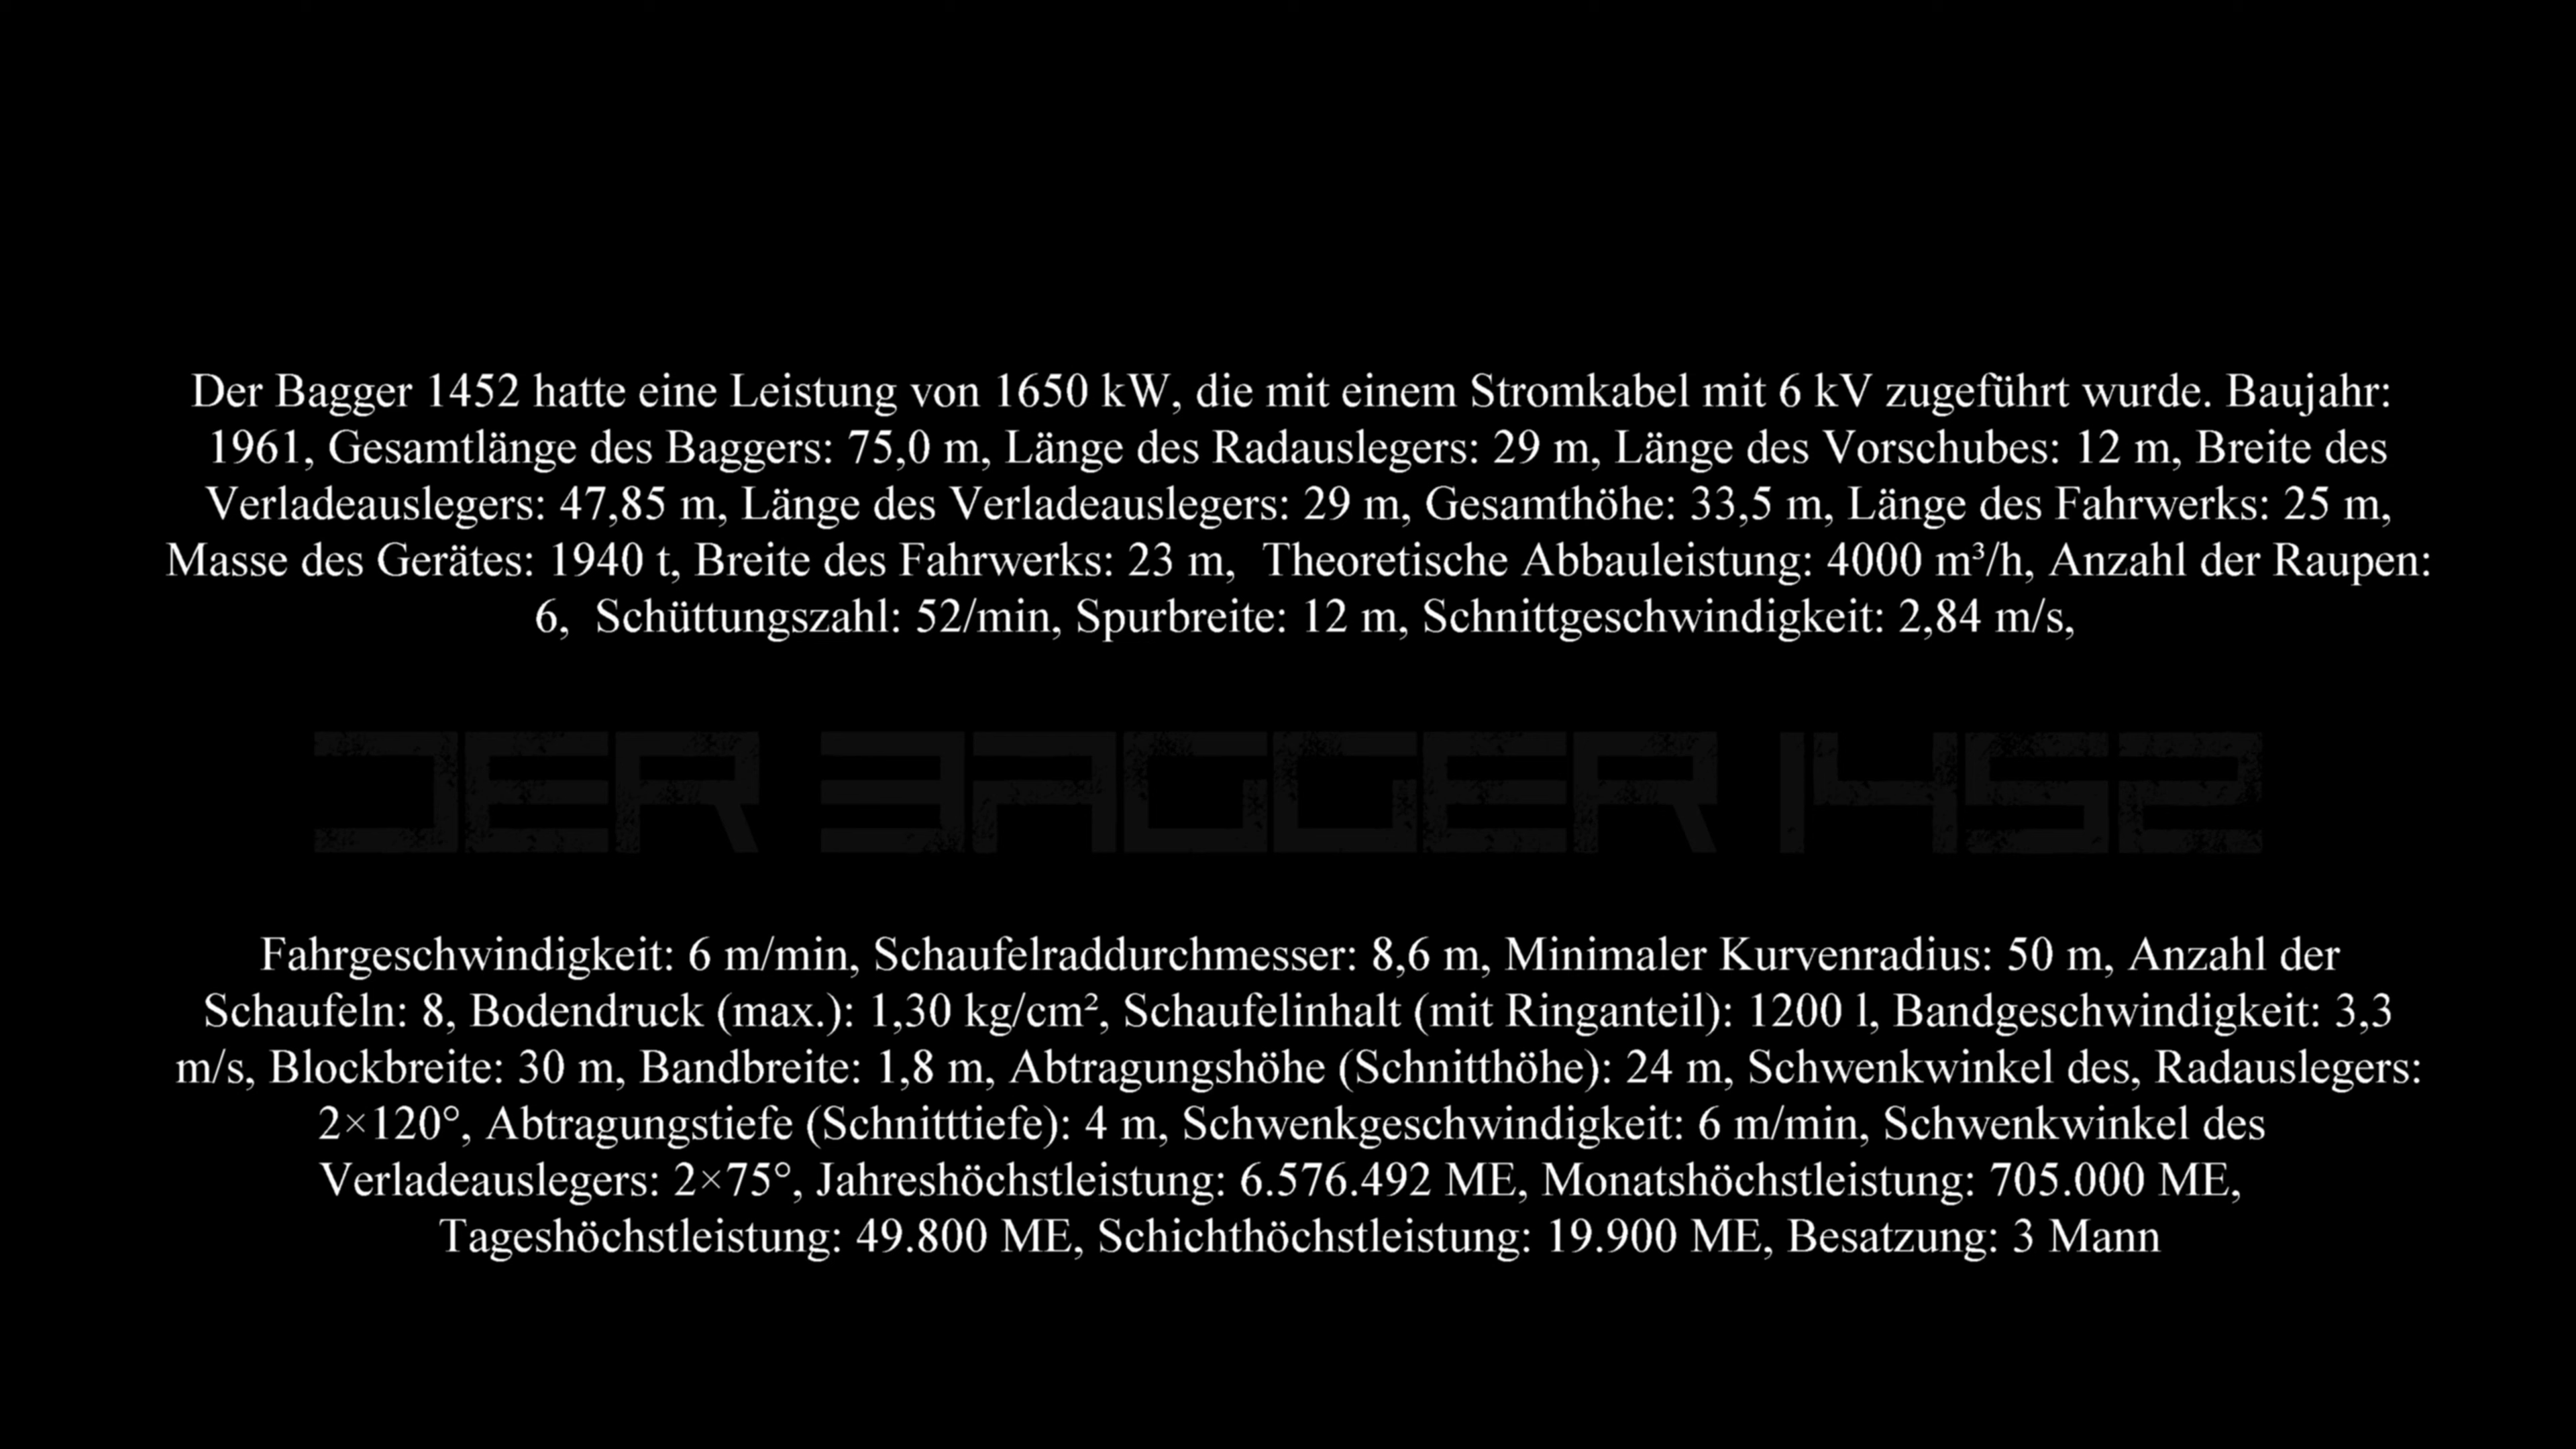 Der Bagger 1452 hatte eine Leistung von 1650 kW, die mit einem Stromkabel mit 6 kV zugeführt wurde. Baujahr:
1961, Gesamtlänge des Baggers: 75,0 m, Länge des Radauslegers: 29 m, Länge des Vorschubes: 12 m, Breite des
Verladeauslegers: 47,85 m, Länge des Verladeauslegers: 29 m, Gesamthöhe: 33,5 m, Länge des Fahrwerks: 25 m,
Masse des Gerätes: 1940 t, Breite des Fahrwerks: 23 m,  Theoretische Abbauleistung: 4000 m³/h, Anzahl der Raupen:
6,  Schüttungszahl: 52/min, Spurbreite: 12 m, Schnittgeschwindigkeit: 2,84 m/s,
DER BAGGER 1452
Fahrgeschwindigkeit: 6 m/min, Schaufelraddurchmesser: 8,6 m, Minimaler Kurvenradius: 50 m, Anzahl der
Schaufeln: 8, Bodendruck (max.): 1,30 kg/cm², Schaufelinhalt (mit Ringanteil): 1200 l, Bandgeschwindigkeit: 3,3
m/s, Blockbreite: 30 m, Bandbreite: 1,8 m, Abtragungshöhe (Schnitthöhe): 24 m, Schwenkwinkel des, Radauslegers:
2×120°, Abtragungstiefe (Schnitttiefe): 4 m, Schwenkgeschwindigkeit: 6 m/min, Schwenkwinkel des
Verladeauslegers: 2×75°, Jahreshöchstleistung: 6.576.492 ME, Monatshöchstleistung: 705.000 ME,
Tageshöchstleistung: 49.800 ME, Schichthöchstleistung: 19.900 ME, Besatzung: 3 Mann